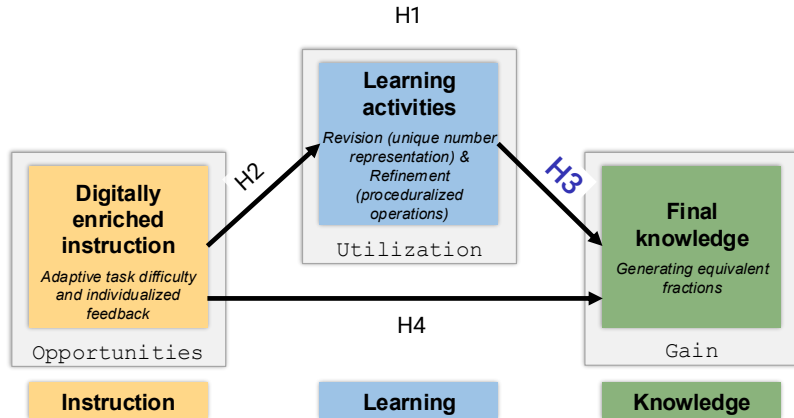 H1
Learning
activities
Revision (unique number
representation) &
Refinement
(proceduralized
operations)
Utilization
H2
H3
Digitally
enriched
instruction
Adaptive task difficulty
and individualized
feedback
Opportunities
Final
knowledge
Generating equivalent
fractions
Gain
H4
Instruction
Learning
Knowledge